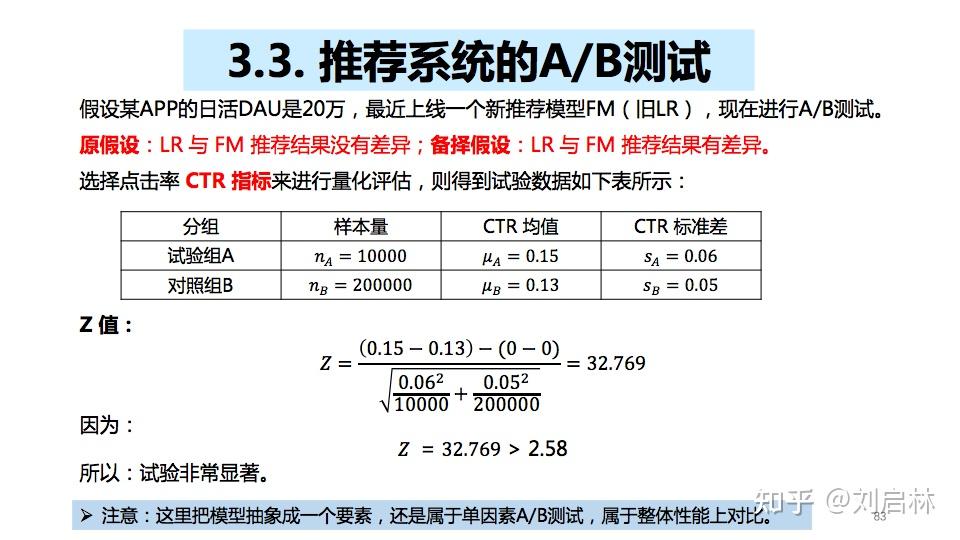 3.3. 推荐系统的A/B测试
假设某APP的日活DAU是20万，最近上线一个新推荐模型FM（旧LR），现在进行A/B测试。
原假设：LR 与 FM 推荐结果没有差异；备择假设：LR 与 FM 推荐结果有差异。
选择点击率 CTR 指标来进行量化评估，则得到试验数据如下表所示：
分组 样本量 CTR 均值 CTR 标准差
试验组A n_A = 10000 μ_A = 0.15 s_A = 0.06
对照组B n_B = 200000 μ_B = 0.13 s_B = 0.05
Z 值：
Z = ((0.15 − 0.13) − (0 − 0)) / √(0.06²/10000 + 0.05²/200000) = 32.769
因为：
Z = 32.769 > 2.58
所以：试验非常显著。
➢ 注意：这里把模型抽象成一个要素，还是属于单因素A/B测试，属于整体性能上对比。
知乎 @刘启林
83